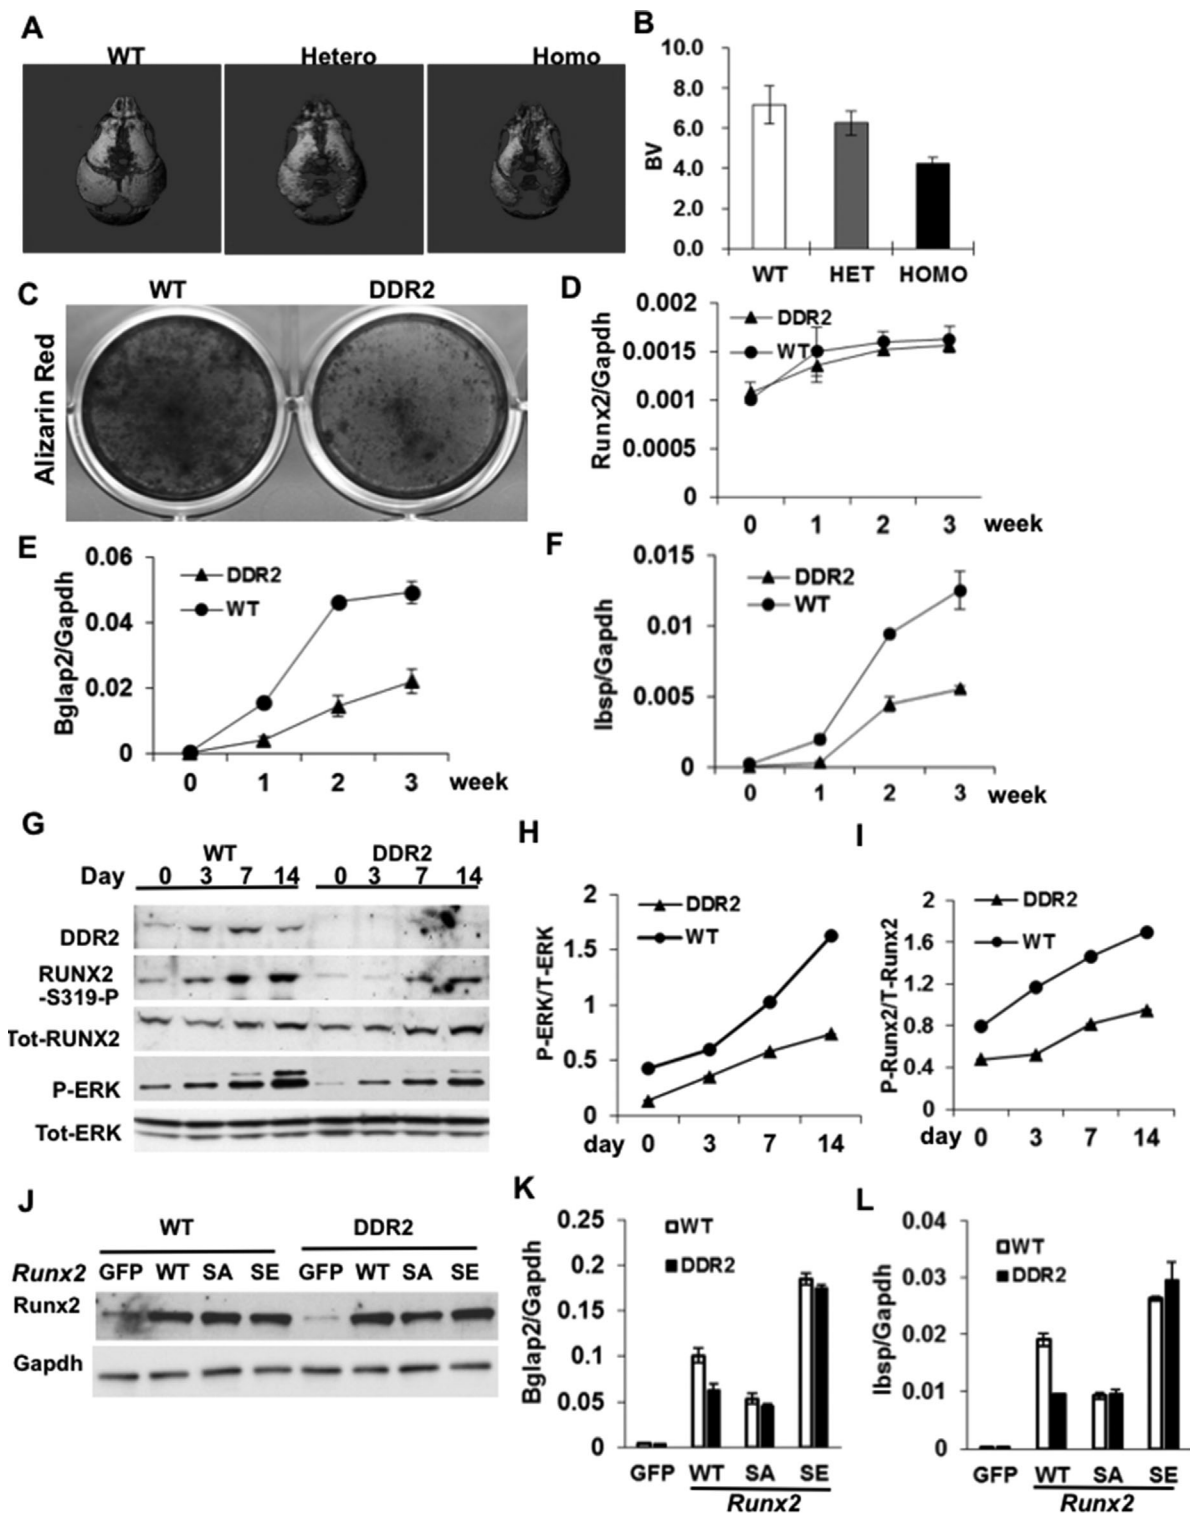 A
WT Hetero Homo
B
10.0
8.0
6.0
4.0
2.0
0.0
BV
WT HET HOMO
C
WT DDR2
Alizarin Red
D
0.002
0.0015
0.001
0.0005
0
Runx2/Gapdh
DDR2
WT
0 1 2 3 week
E
0.06
0.04
0.02
0
Bglap2/Gapdh
DDR2
WT
0 1 2 3 week
F
0.015
0.01
0.005
0
Ibsp/Gapdh
DDR2
WT
0 1 2 3 week
G
WT DDR2
Day 0 3 7 14 0 3 7 14
DDR2
RUNX2
-S319-P
Tot-RUNX2
P-ERK
Tot-ERK
H
2
1.5
1
0.5
0
P-ERK/T-ERK
DDR2
WT
day 0 3 7 14
I
2
1.6
1.2
0.8
0.4
0
P-Runx2/T-Runx2
DDR2
WT
day 0 3 7 14
J
WT DDR2
Runx2 GFP WT SA SE GFP WT SA SE
Runx2
Gapdh
K
0.25
0.2
0.15
0.1
0.05
0
Bglap2/Gapdh
WT
DDR2
GFP WT SA SE
Runx2
L
0.04
0.03
0.02
0.01
0
Ibsp/Gapdh
WT
DDR2
GFP WT SA SE
Runx2